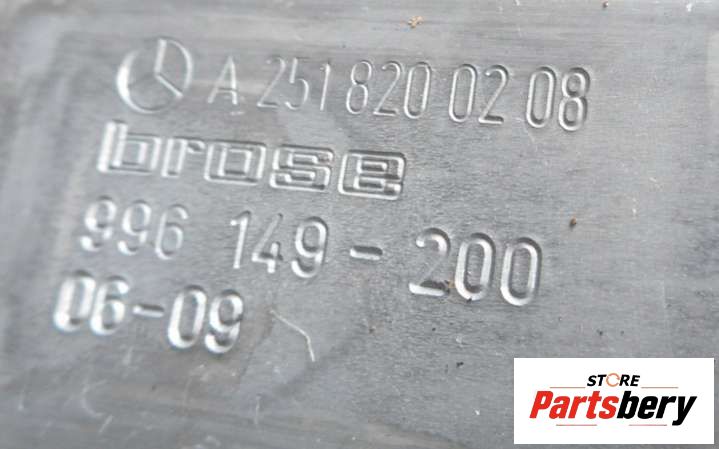 A 251 820 02 08
brose
996 149-200
06-09
STORE
Partsbery